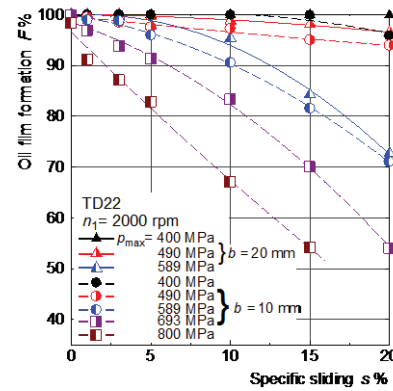 Oil film formation F%
100
90
80
70
60
50
40
TD22
n1= 2000 rpm
pmax= 400 MPa
490 MPa
b = 20 mm
589 MPa
400 MPa
490 MPa
589 MPa
b = 10 mm
693 MPa
800 MPa
0 5 10 15 20
Specific sliding s%